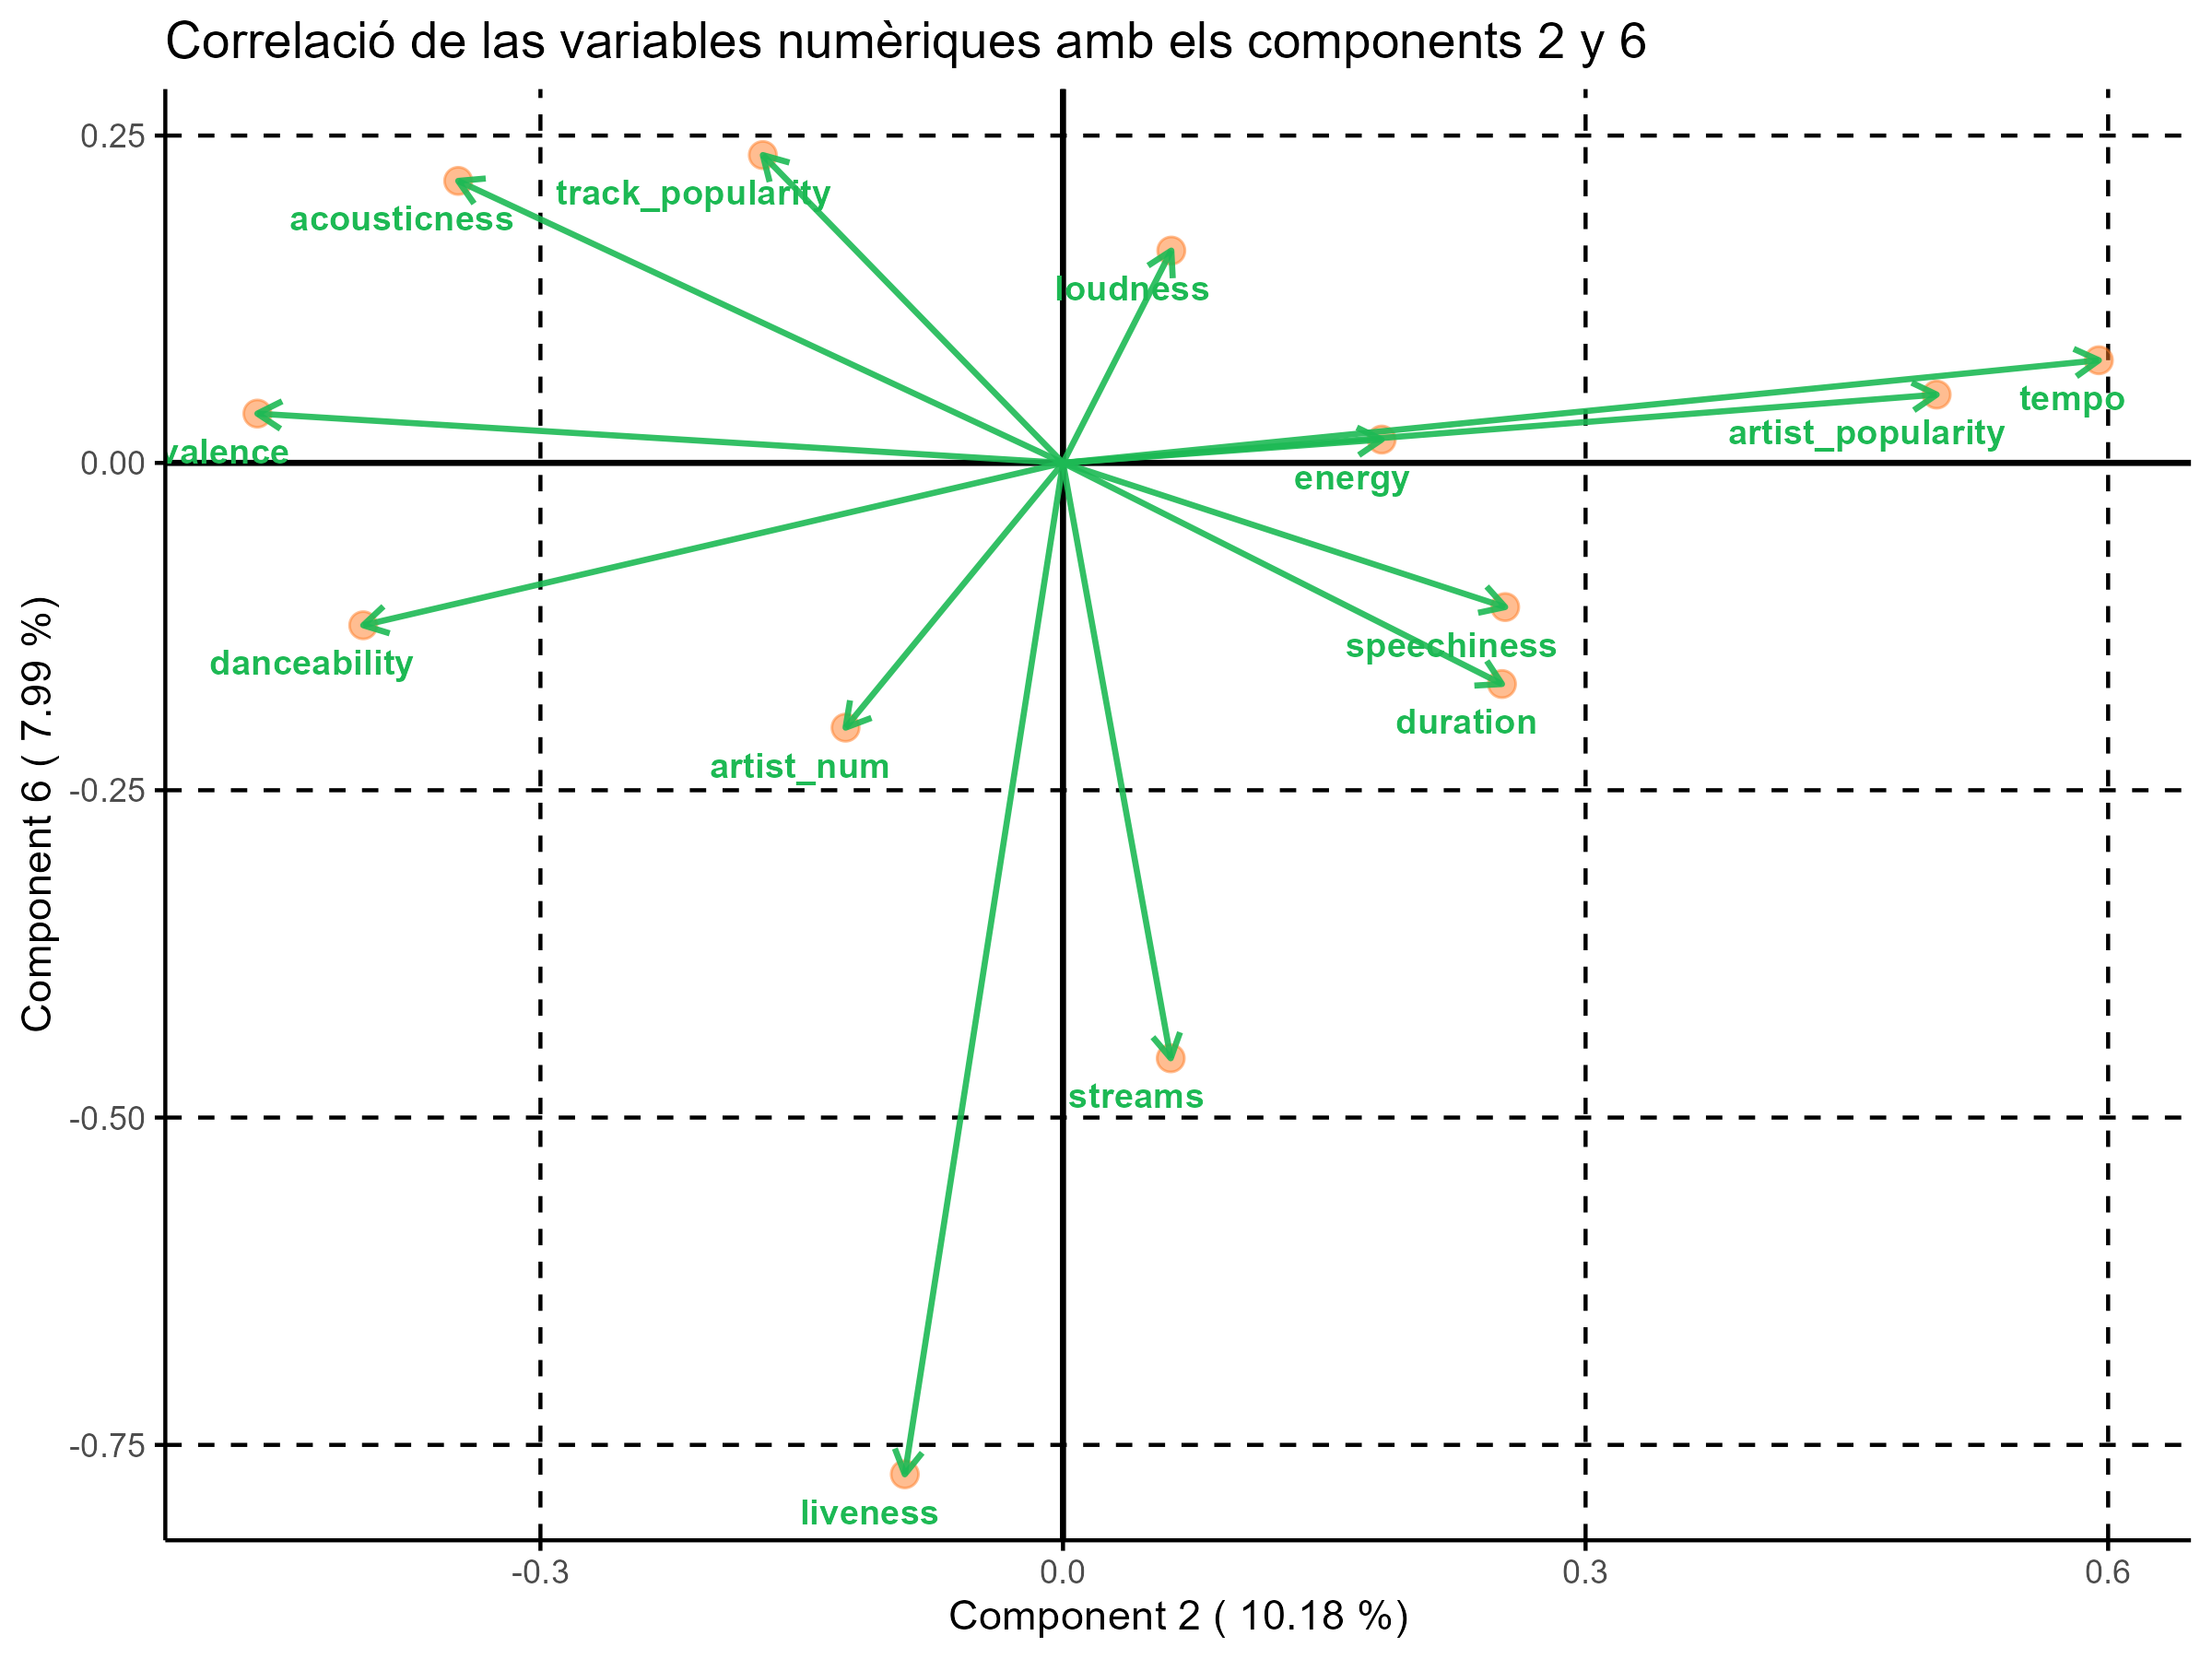 Correlació de las variables numèriques amb els components 2 y 6
0.25
track_popularity
acousticness
loudness
tempo
artist_popularity
valence
0.00
energy
speechiness
danceability
duration
artist_num
-0.25
Component 6 ( 7.99 %)
streams
-0.50
-0.75
liveness
-0.3 0.0 0.3 0.6
Component 2 ( 10.18 %)